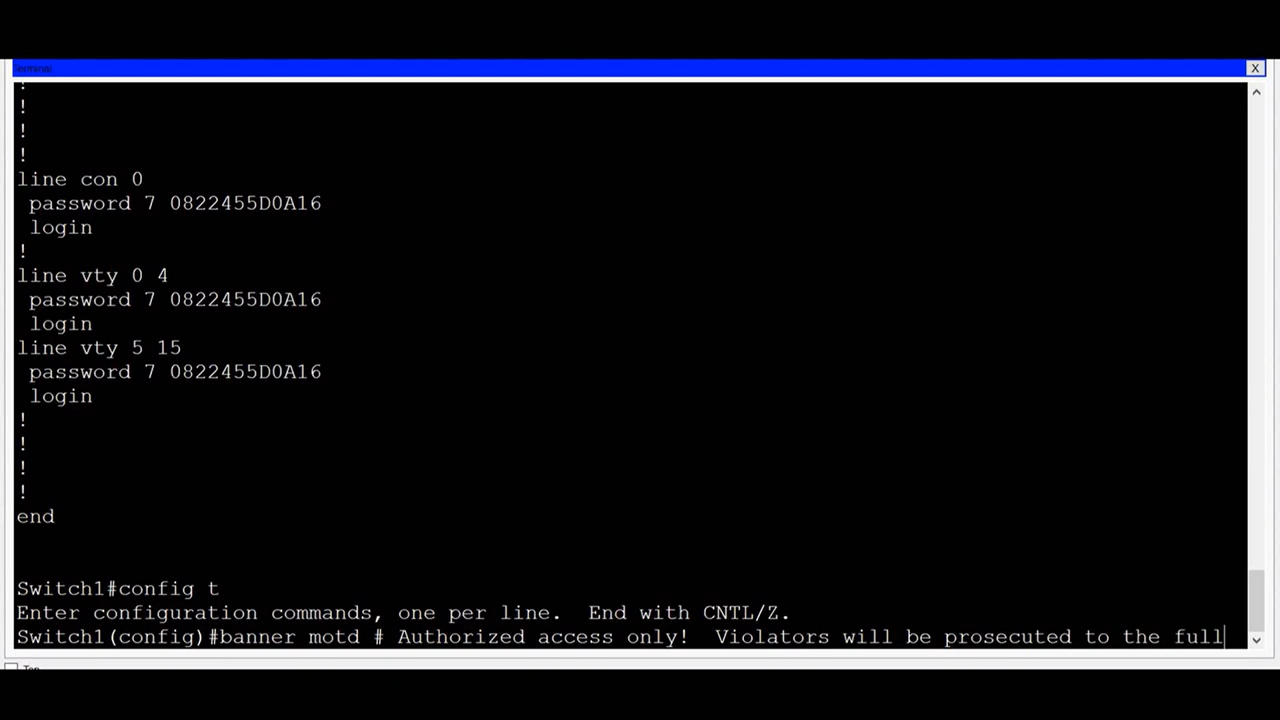 Terminal
X
!
!
!
!
line con 0
password 7 0822455D0A16
login
!
line vty 0 4
password 7 0822455D0A16
login
line vty 5 15
password 7 0822455D0A16
login
!
!
!
!
end
Switch1#config t
Enter configuration commands, one per line.  End with CNTL/Z.
Switch1(config)#banner motd # Authorized access only!  Violators will be prosecuted to the full
Top